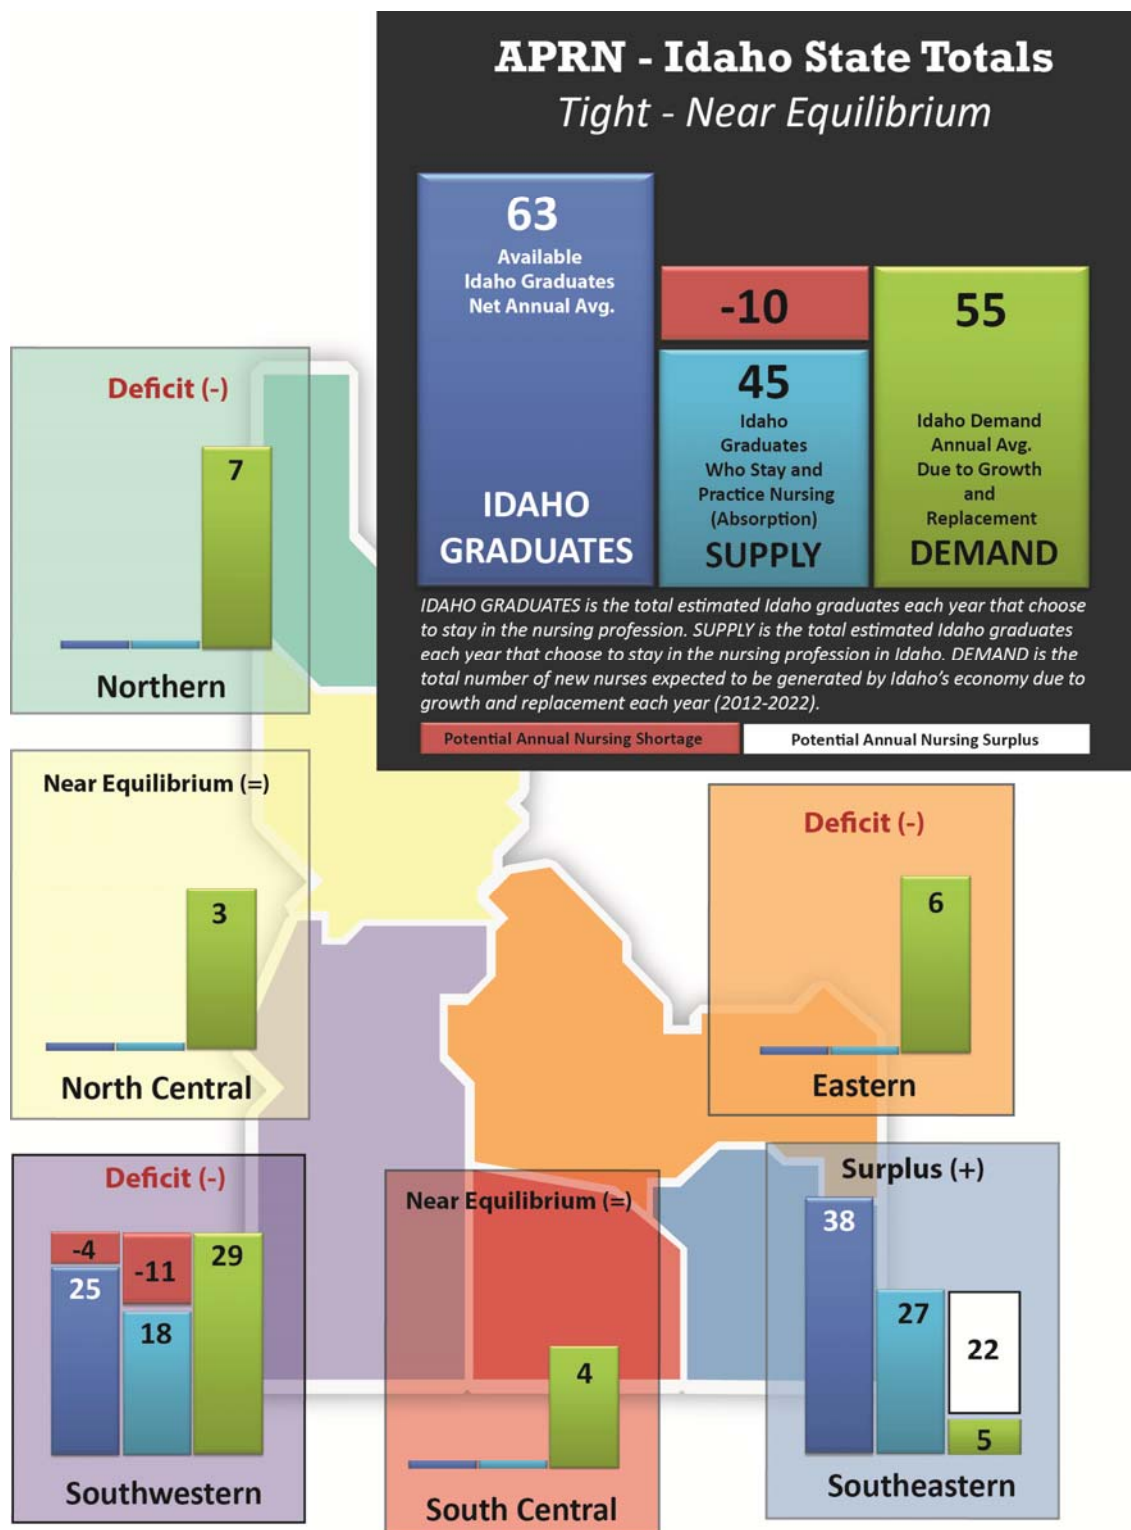 APRN - Idaho State Totals
Tight - Near Equilibrium
63
Available
Idaho Graduates
Net Annual Avg.
IDAHO
GRADUATES
-10
45
Idaho
Graduates
Who Stay and
Practice Nursing
(Absorption)
SUPPLY
55
Idaho Demand
Annual Avg.
Due to Growth
and
Replacement
DEMAND
IDAHO GRADUATES is the total estimated Idaho graduates each year that choose
to stay in the nursing profession. SUPPLY is the total estimated Idaho graduates
each year that choose to stay in the nursing profession in Idaho. DEMAND is the
total number of new nurses expected to be generated by Idaho's economy due to
growth and replacement each year (2012-2022).
Potential Annual Nursing Shortage
Potential Annual Nursing Surplus
Deficit (-)
7
Northern
Near Equilibrium (=)
3
North Central
Deficit (-)
6
Eastern
Deficit (-)
-4
25
-11
18
29
Southwestern
Near Equilibrium (=)
4
South Central
Surplus (+)
38
27
22
5
Southeastern